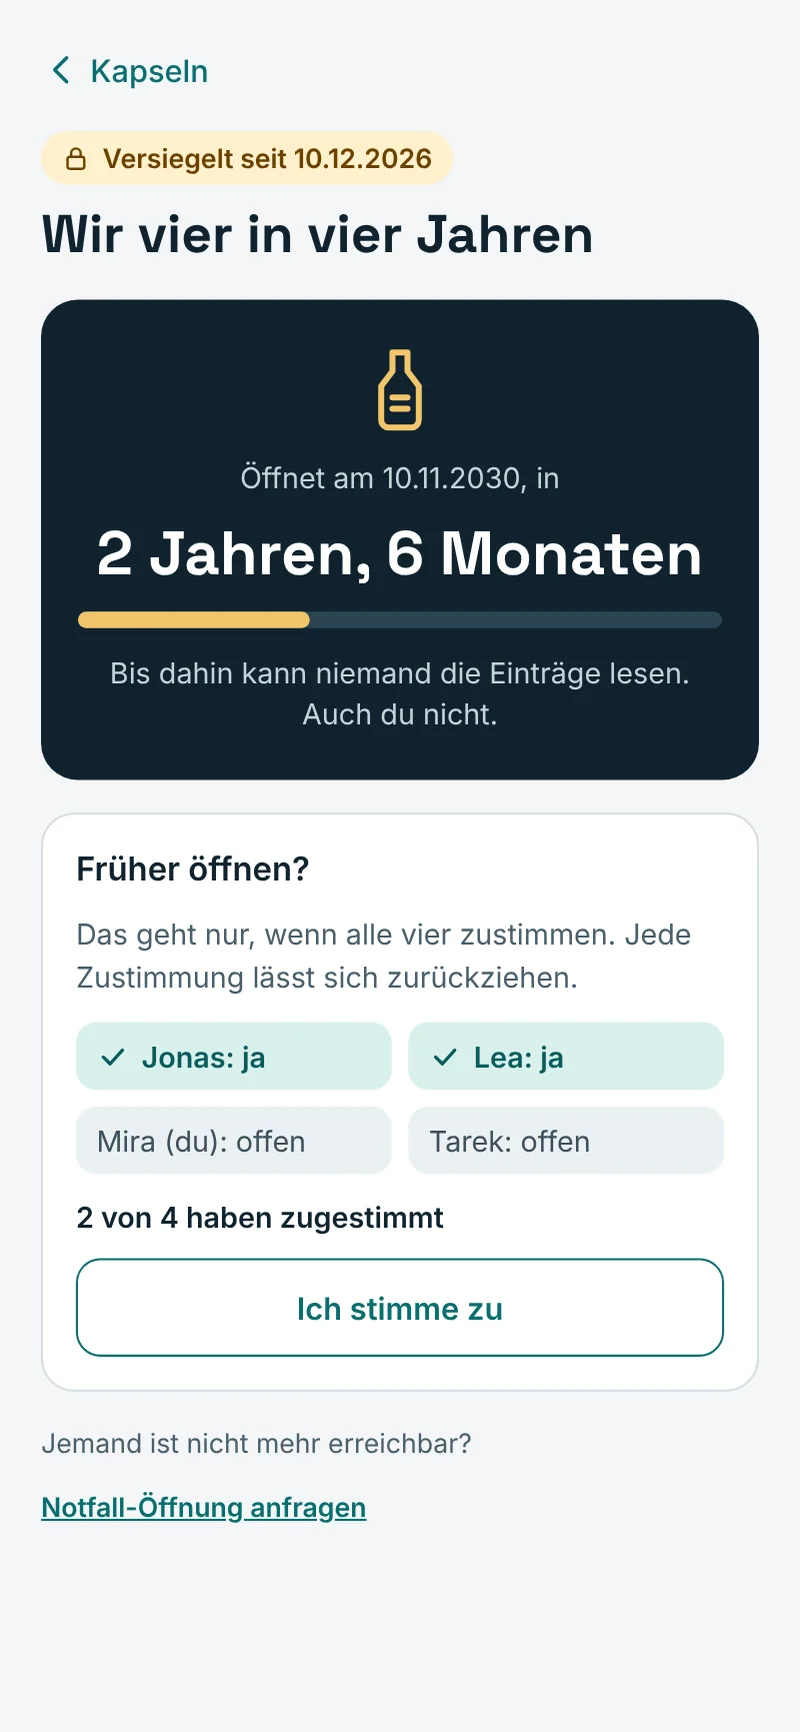 Kapseln
Versiegelt seit 10.12.2026
Wir vier in vier Jahren
Öffnet am 10.11.2030, in
2 Jahren, 6 Monaten
Bis dahin kann niemand die Einträge lesen.
Auch du nicht.
Früher öffnen?
Das geht nur, wenn alle vier zustimmen. Jede
Zustimmung lässt sich zurückziehen.
Jonas: ja
Lea: ja
Mira (du): offen
Tarek: offen
2 von 4 haben zugestimmt
Ich stimme zu
Jemand ist nicht mehr erreichbar?
Notfall-Öffnung anfragen